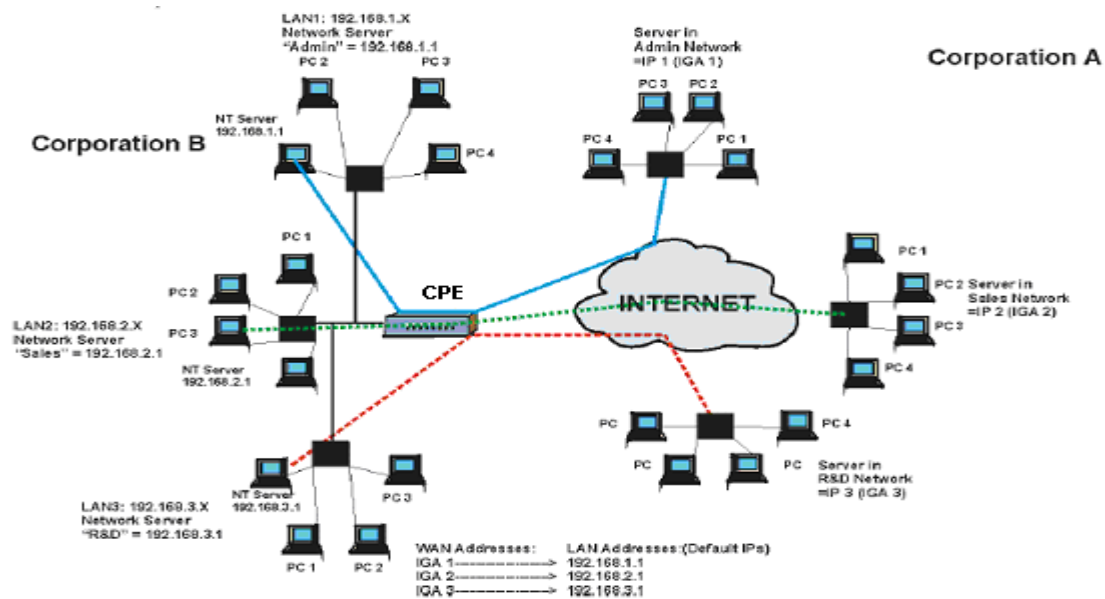 LAN1: 192.168.1.X
Network Server
"Admin" = 192.168.1.1
PC 2
PC 3
NT Server
192.168.1.1
PC 4
Corporation B
Server in
Admin Network
=IP 1 (IGA 1)
PC 3
PC 2
PC 4
PC 1
Corporation A
PC 1
PC 2
PC 3
LAN2: 192.168.2.X
Network Server
"Sales" = 192.168.2.1
NT Server
192.168.2.1
CPE
INTERNET
PC 1
PC 2
Server in
Sales Network
=IP 2 (IGA 2)
PC 3
PC 4
PC
PC 4
PC
Server in
R&D Network
=IP 3 (IGA 3)
LAN3: 192.168.3.X
Network Server
"R&D" = 192.168.3.1
NT Server
192.168.3.1
PC 3
PC 1
PC 2
WAN Addresses: LAN Addresses:(Default IPs)
IGA 1--------------> 192.168.1.1
IGA 2--------------> 192.168.2.1
IGA 3--------------> 192.168.3.1